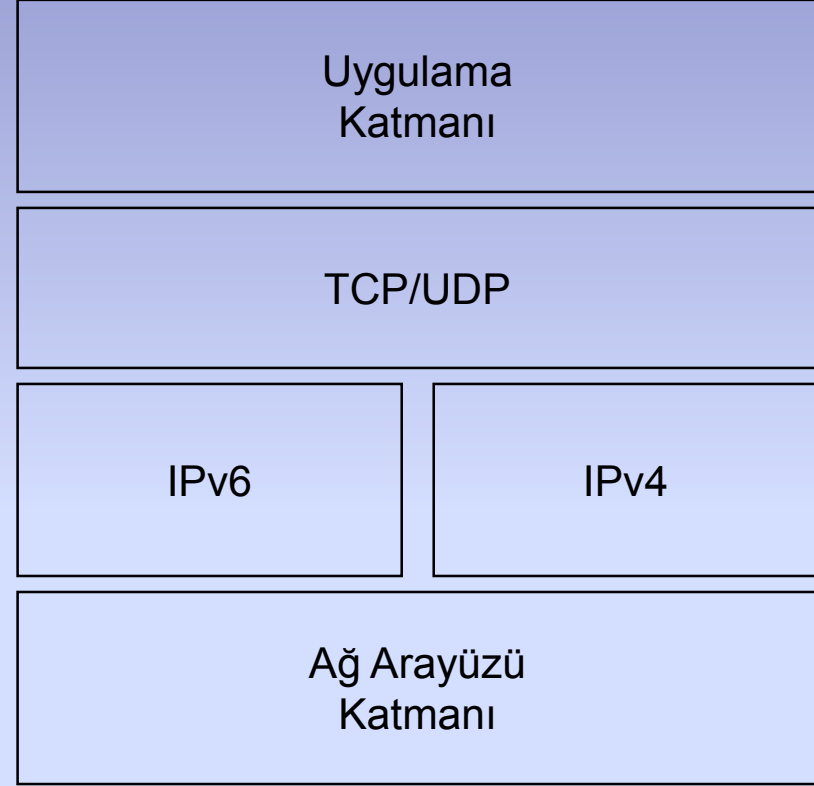 Uygulama
Katmanı
TCP/UDP
IPv6
IPv4
Ağ Arayüzü
Katmanı